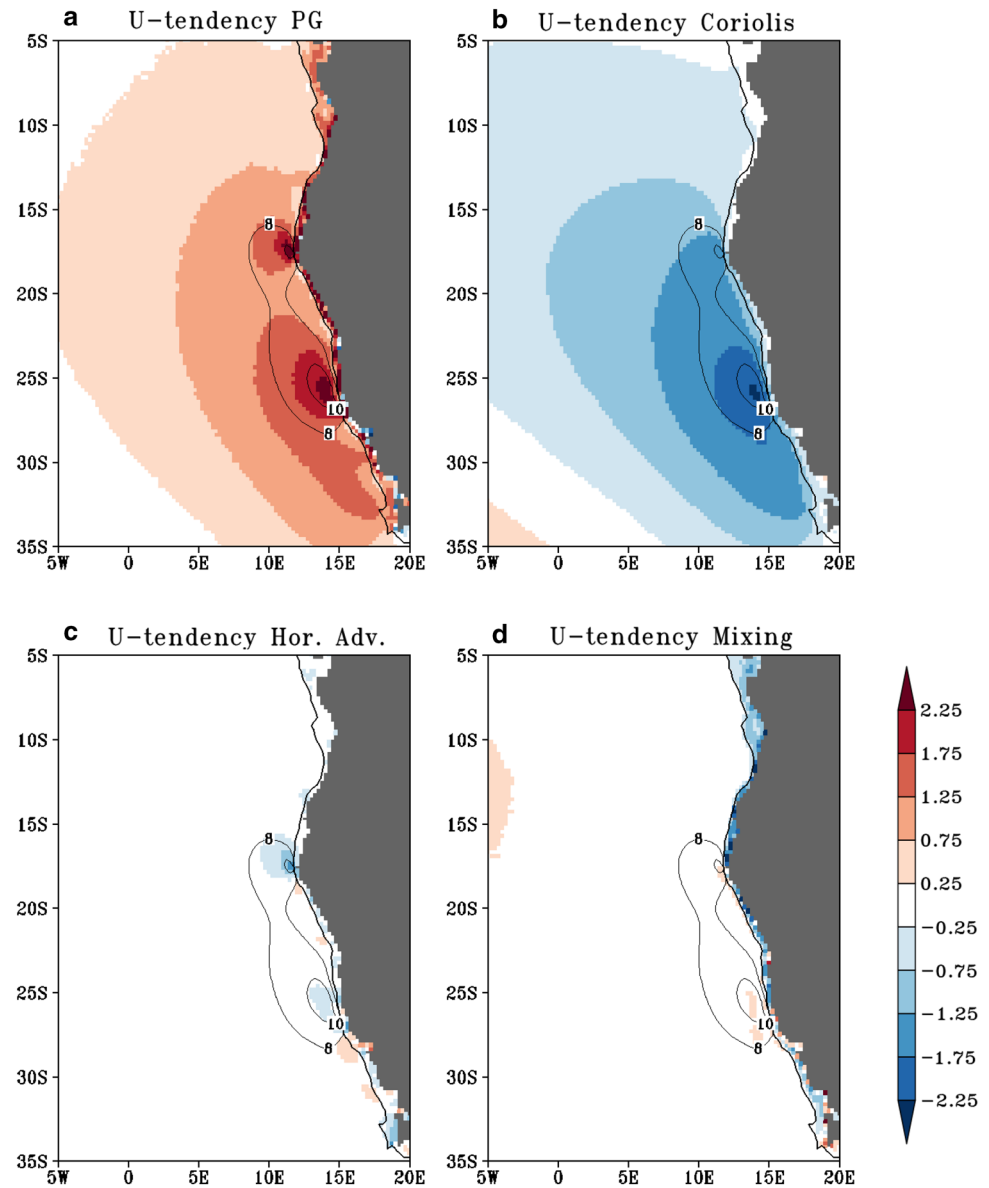 a U-tendency PG
b U-tendency Coriolis
5S 5S
10S 10S
15S 15S
8 8
20S 20S
25S 25S
10 10
8 8
30S 30S
35S 35S
5W 0 5E 10E 15E 20E 5W 0 5E 10E 15E 20E
c U-tendency Hor. Adv.
d U-tendency Mixing
5S 5S
10S 10S
15S 15S
8 8
20S 20S
25S 25S
10 10
8 8
30S 30S
35S 35S
5W 0 5E 10E 15E 20E 5W 0 5E 10E 15E 20E
2.25
1.75
1.25
0.75
0.25
-0.25
-0.75
-1.25
-1.75
-2.25